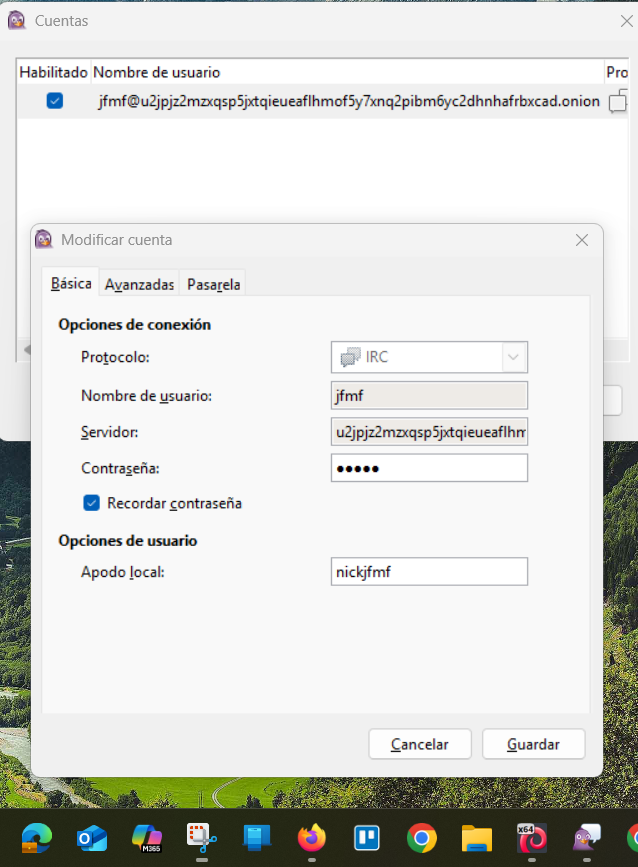 Cuentas
Habilitado Nombre de usuario Pro
jfmf@u2jpjz2mzxqsp5jxtqieueaflhmof5y7xnq2pibm6yc2dhnhafrbxcad.onion
Modificar cuenta
Básica Avanzadas Pasarela
Opciones de conexión
Protocolo: IRC
Nombre de usuario: jfmf
Servidor: u2jpjz2mzxqsp5jxtqieueaflhm
Contraseña: •••••
Recordar contraseña
Opciones de usuario
Apodo local: nickjfmf
Cancelar Guardar
M365 x64